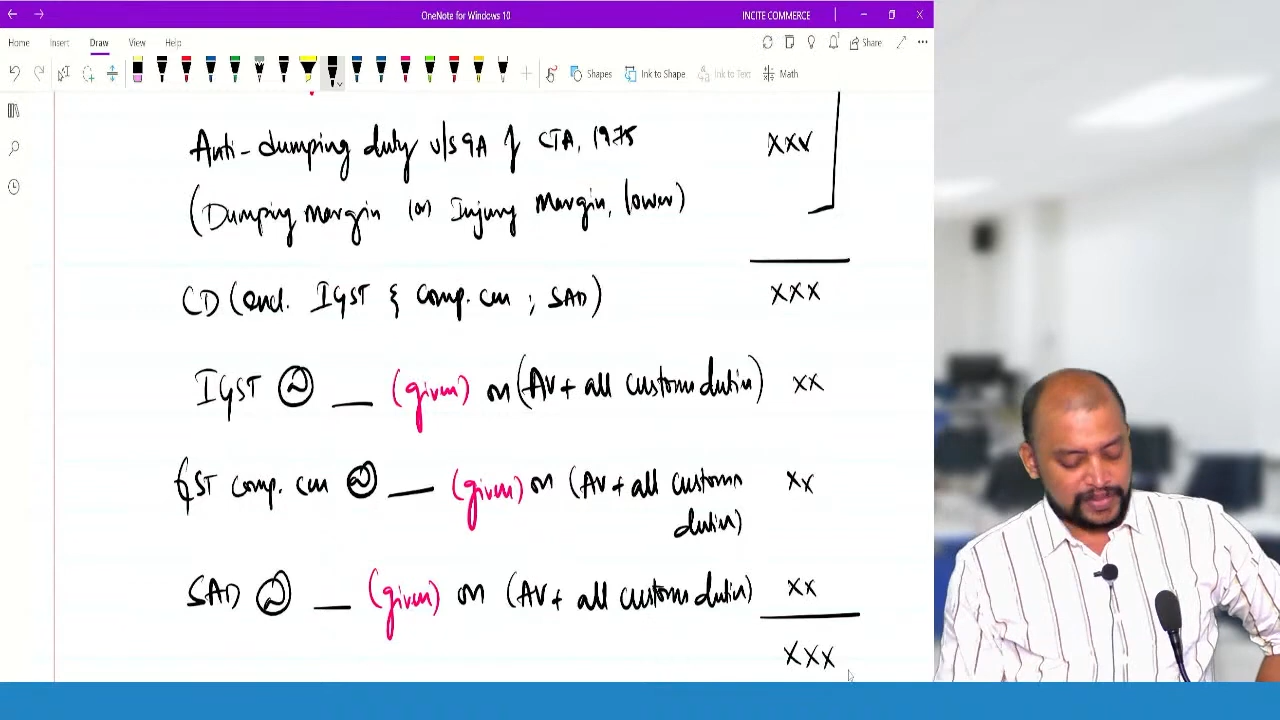 OneNote for Windows 10
INCITE COMMERCE
Home Insert Draw View Help
Share
Shapes Ink to Shape Ink to Text Math
Anti-dumping duty u/s 9A of CTA, 1975 XXX
(Dumping Margin (or) Injury Margin, lower)
CD (excl. IGST & Comp. cess ; SAD) XXX
IGST @ __ (given) on (AV + all customs duties) XX
GST comp. cess @ __ (given) on (AV + all customs XX
duties)
SAD @ __ (given) on (AV + all customs duties) XX
XXX